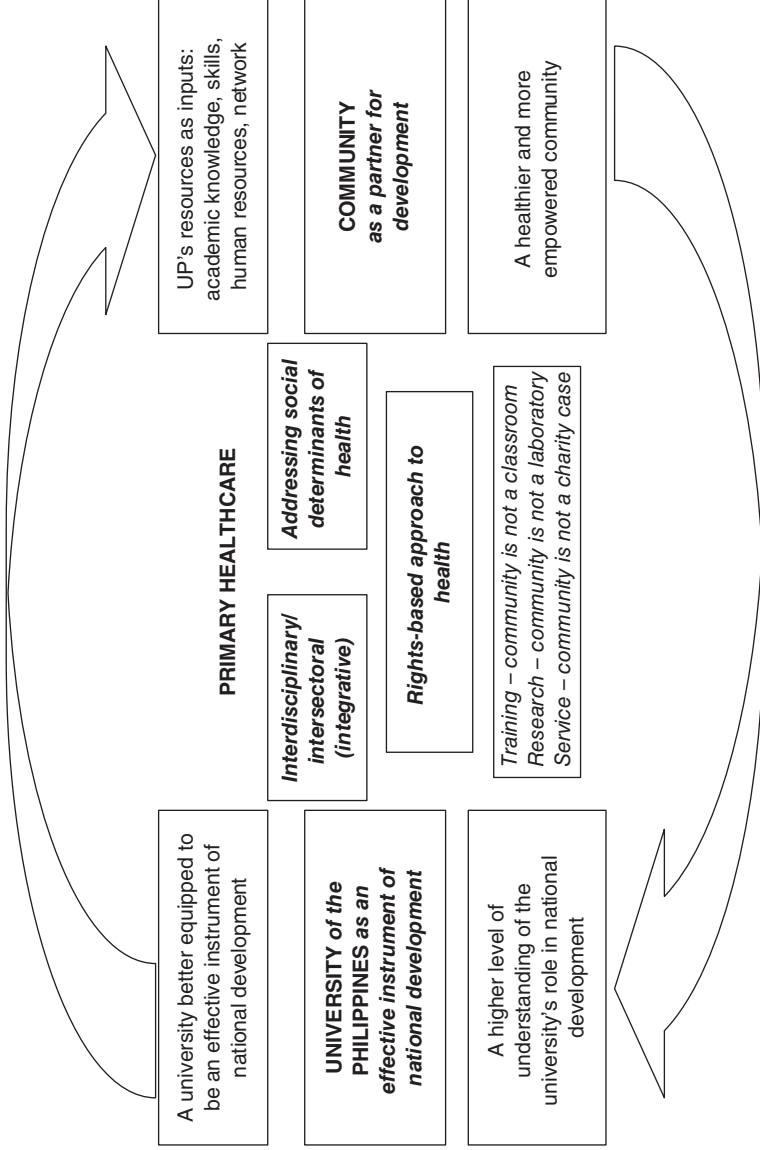 A university better equipped to
be an effective instrument of
national development
UNIVERSITY of the
PHILIPPINES as an
effective instrument of
national development
A higher level of
understanding of the
university's role in national
development
PRIMARY HEALTHCARE
Interdisciplinary/
intersectoral
(integrative)
Addressing social
determinants of
health
Rights-based approach to
health
Training – community is not a classroom
Research – community is not a laboratory
Service – community is not a charity case
UP's resources as inputs:
academic knowledge, skills,
human resources, network
COMMUNITY
as a partner for
development
A healthier and more
empowered community